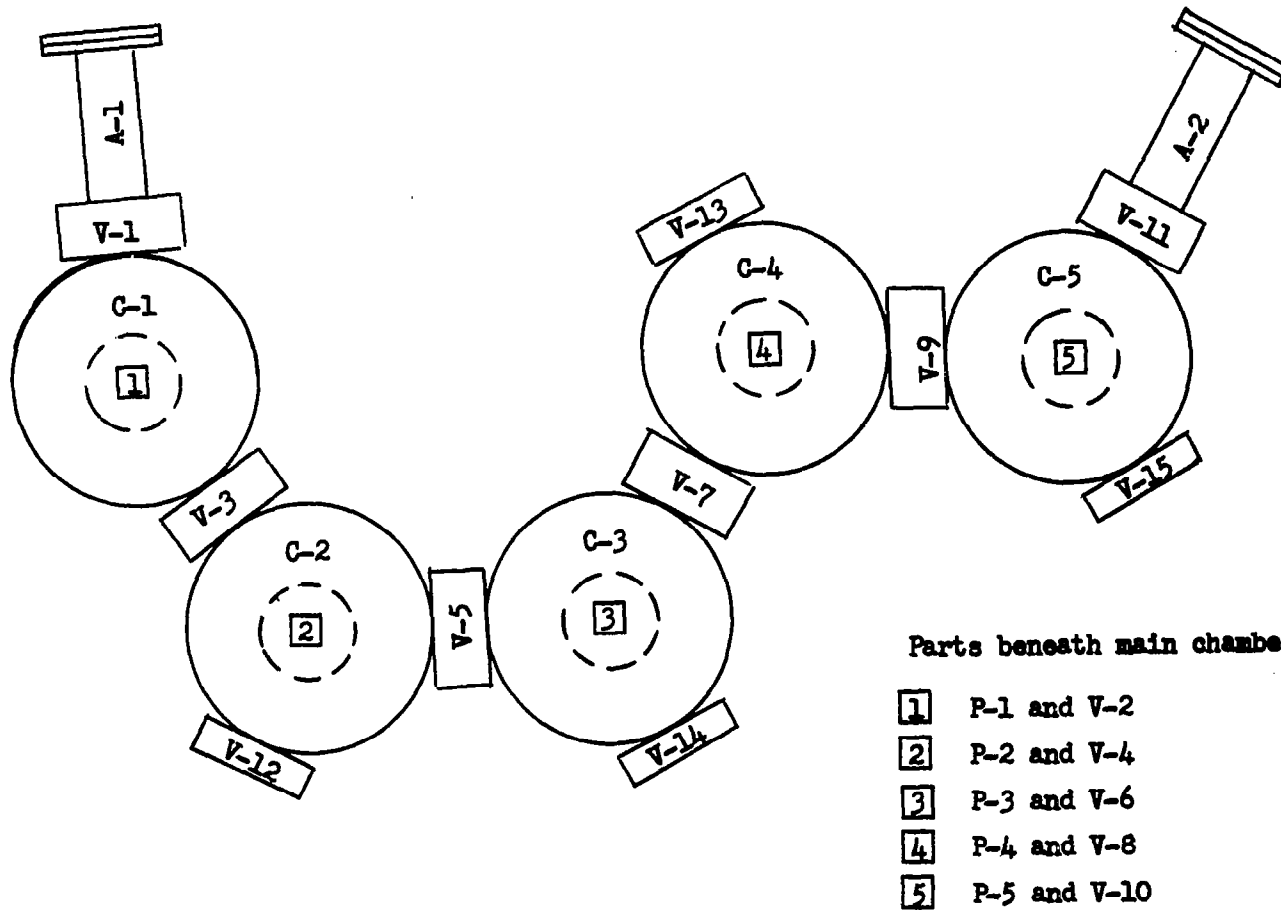 A-1
A-2
V-1
V-13
V-11
C-4
C-5
C-1
4
5
V-9
1
V-3
V-7
V-15
C-2
C-3
2
V-5
3
V-12
V-14
Parts beneath main chambe
1 P-1 and V-2
2 P-2 and V-4
3 P-3 and V-6
4 P-4 and V-8
5 P-5 and V-10